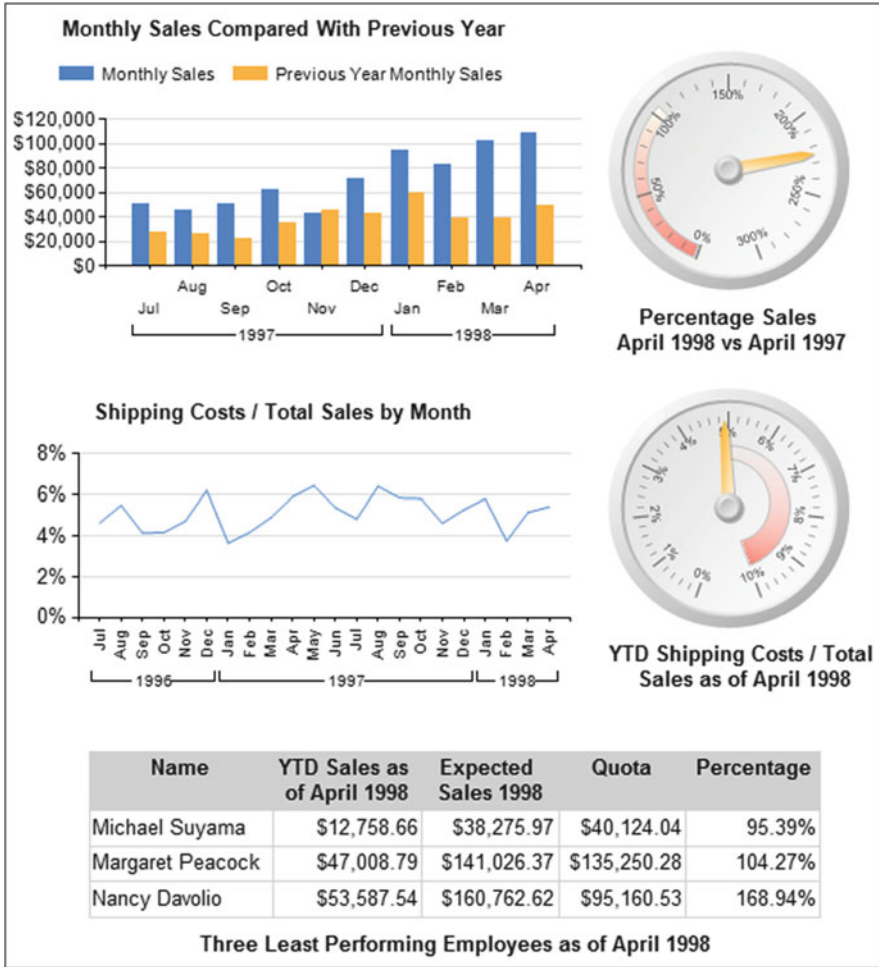 Monthly Sales Compared With Previous Year
Monthly Sales Previous Year Monthly Sales
$120,000
$100,000
$80,000
$60,000
$40,000
$20,000
$0
Aug Oct Dec Feb Apr
Jul Sep Nov Jan Mar
1997 1998
0%
50%
100%
150%
200%
250%
300%
Percentage Sales
April 1998 vs April 1997
Shipping Costs / Total Sales by Month
8%
6%
4%
2%
0%
Jul Aug Sep Oct Nov Dec Jan Feb Mar Apr May Jun Jul Aug Sep Oct Nov Dec Jan Feb Mar Apr
1996 1997 1998
0%
1%
2%
3%
4%
5%
6%
7%
8%
9%
10%
YTD Shipping Costs / Total
Sales as of April 1998
Name YTD Sales as of April 1998 Expected Sales 1998 Quota Percentage
Michael Suyama $12,758.66 $38,275.97 $40,124.04 95.39%
Margaret Peacock $47,008.79 $141,026.37 $135,250.28 104.27%
Nancy Davolio $53,587.54 $160,762.62 $95,160.53 168.94%
Three Least Performing Employees as of April 1998